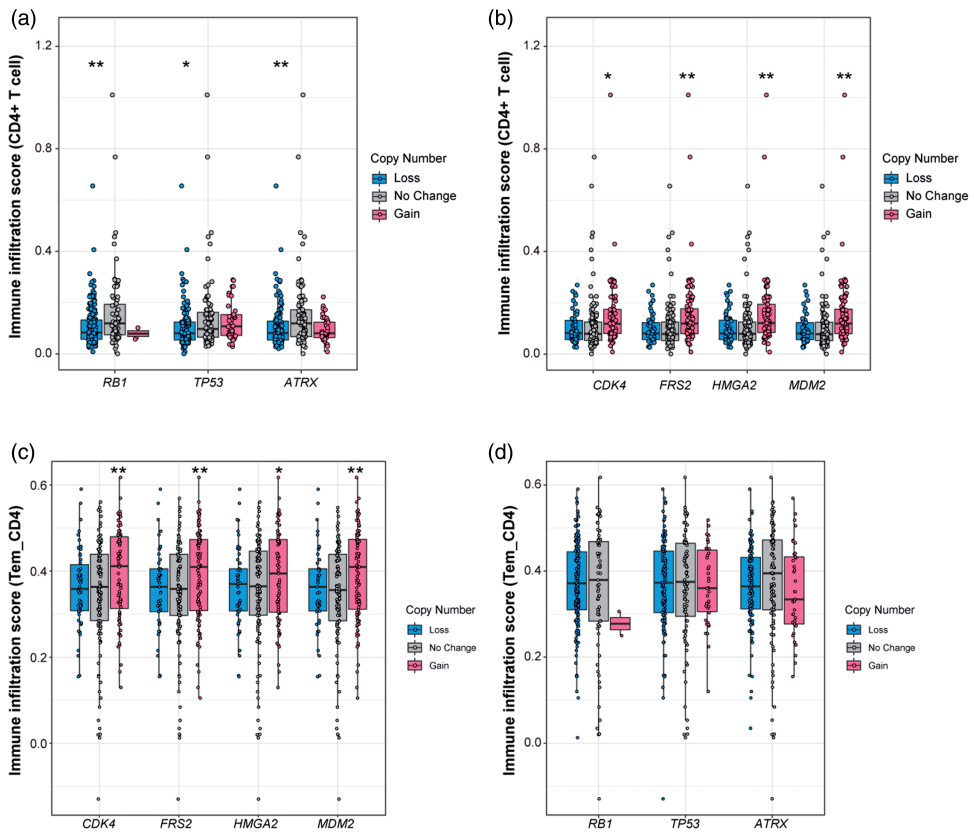 (a)
Immune infiltration score (CD4+ T cell)
1.2
0.8
0.4
0.0
** * **
RB1 TP53 ATRX
Copy Number
Loss
No Change
Gain
(b)
Immune infiltration score (CD4+ T cell)
1.2
0.8
0.4
0.0
* ** ** **
CDK4 FRS2 HMGA2 MDM2
Copy Number
Loss
No Change
Gain
(c)
Immune infiltration score (Tem_CD4)
0.6
0.4
0.2
0.0
** ** * **
CDK4 FRS2 HMGA2 MDM2
Copy Number
Loss
No Change
Gain
(d)
Immune infiltration score (Tem_CD4)
0.6
0.4
0.2
0.0
RB1 TP53 ATRX
Copy Number
Loss
No Change
Gain